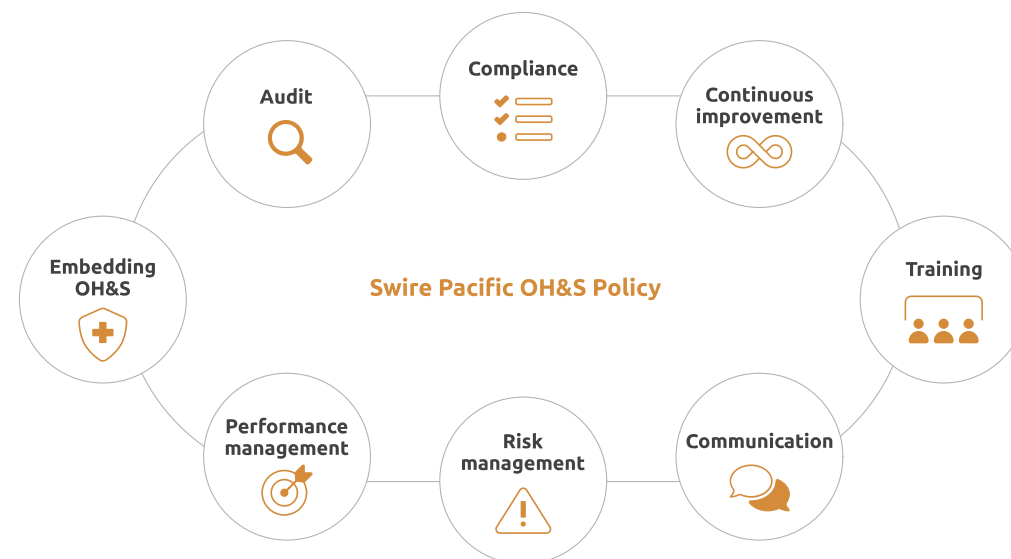 Compliance
Audit
Continuous
improvement
Embedding
OH&S
Swire Pacific OH&S Policy
Training
Performance
management
Risk
management
Communication